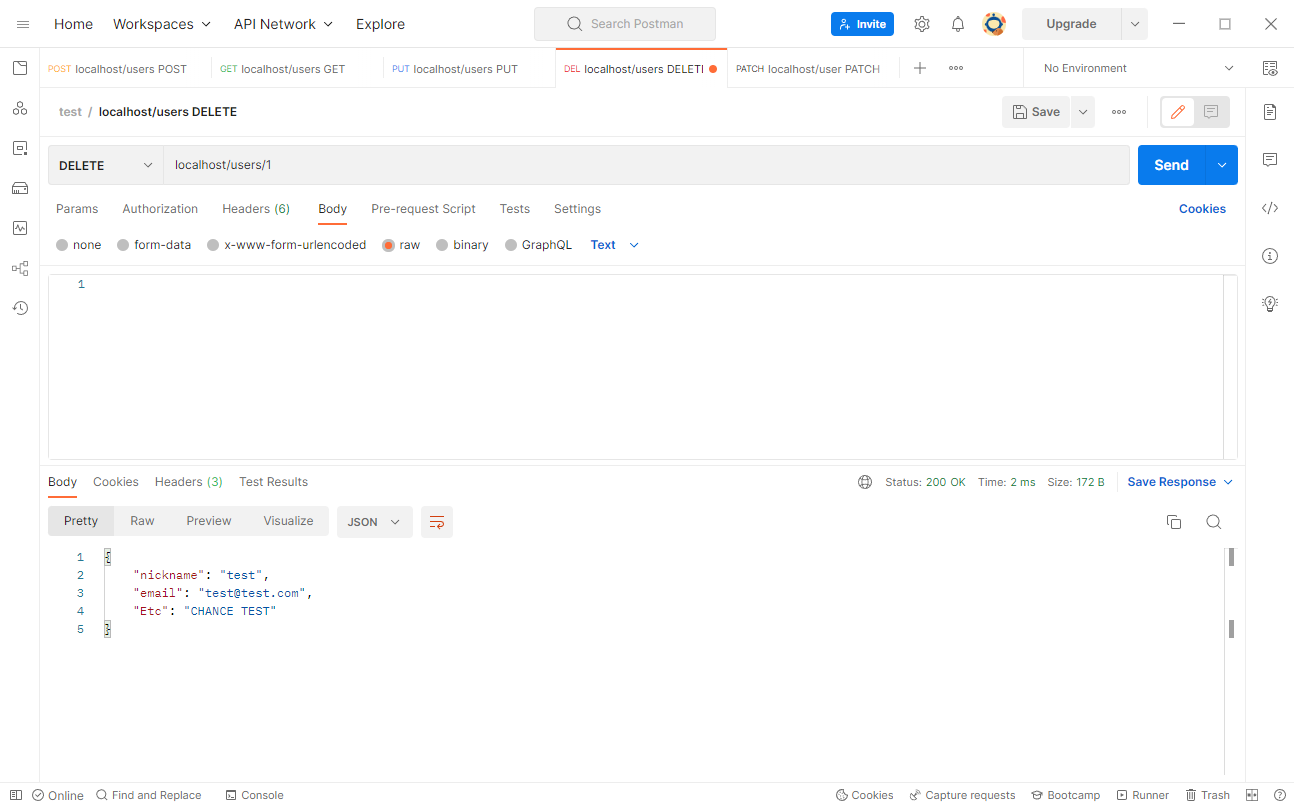 Home Workspaces API Network Explore Search Postman Invite Upgrade
POST localhost/users POST GET localhost/users GET PUT localhost/users PUT DEL localhost/users DELETI PATCH localhost/user PATCH No Environment
test / localhost/users DELETE Save
DELETE localhost/users/1 Send
Params Authorization Headers (6) Body Pre-request Script Tests Settings Cookies
none form-data x-www-form-urlencoded raw binary GraphQL Text
1
Body Cookies Headers (3) Test Results Status: 200 OK Time: 2 ms Size: 172 B Save Response
Pretty Raw Preview Visualize JSON
1 {
2 "nickname": "test",
3 "email": "test@test.com",
4 "Etc": "CHANCE TEST"
5 }
Online Find and Replace Console Cookies Capture requests Bootcamp Runner Trash